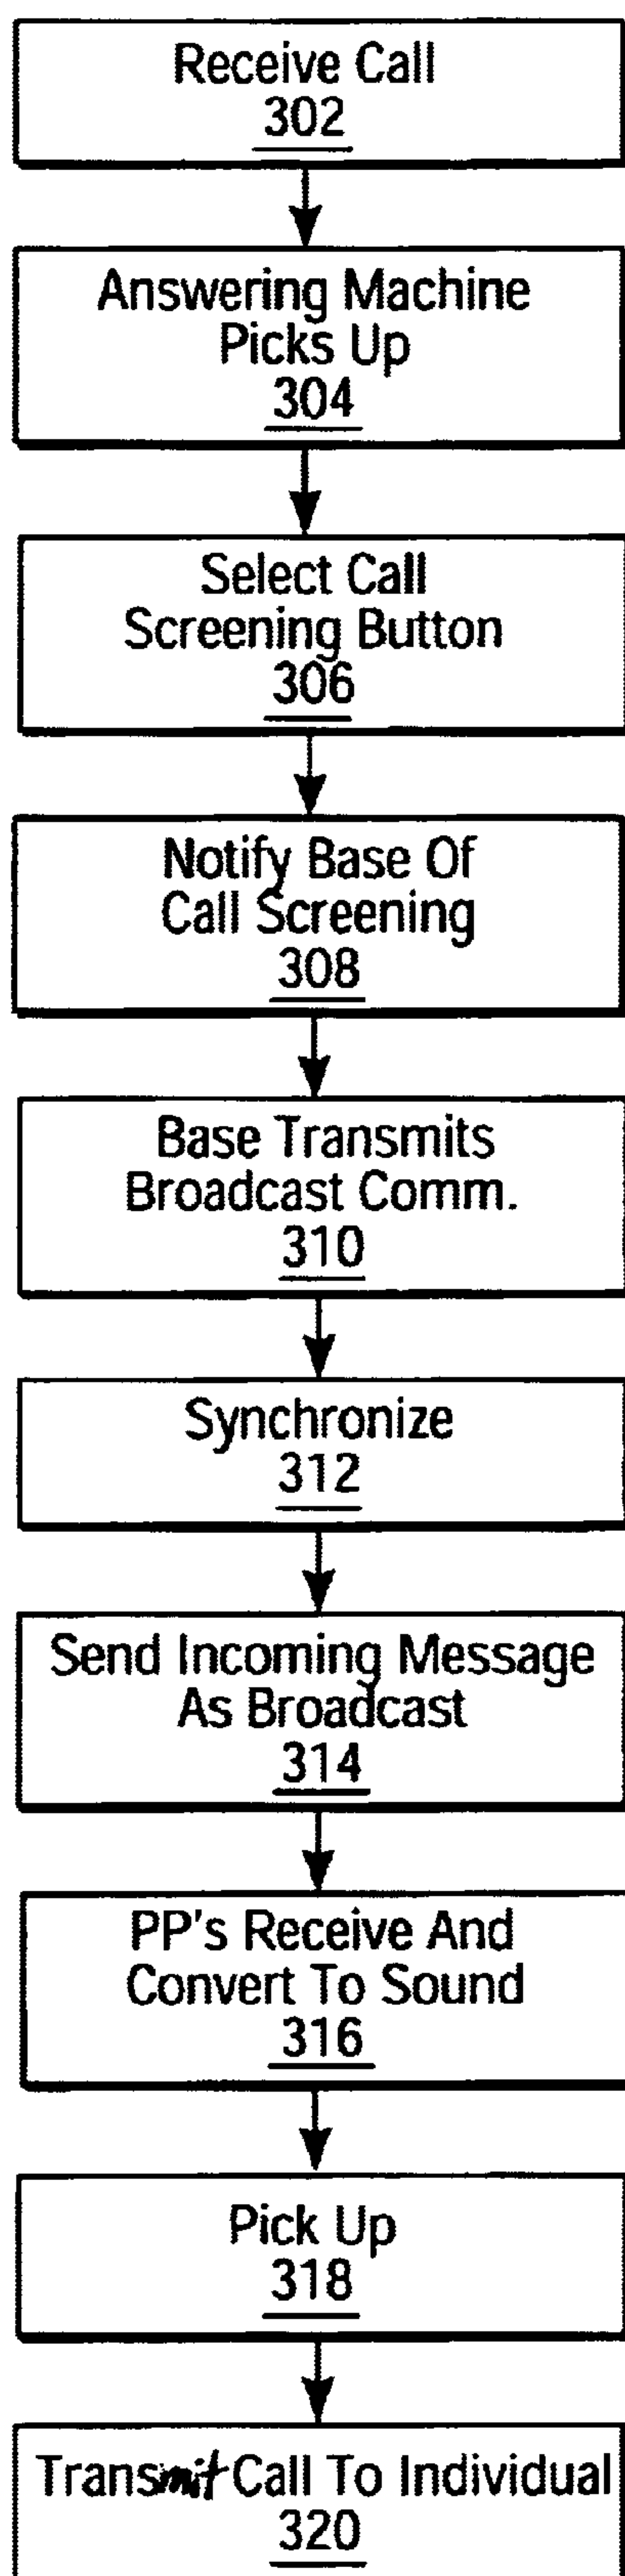 Receive Call
302
Answering Machine
Picks Up
304
Select Call
Screening Button
306
Notify Base Of
Call Screening
308
Base Transmits
Broadcast Comm.
310
Synchronize
312
Send Incoming Message
As Broadcast
314
PP's Receive And
Convert To Sound
316
Pick Up
318
Transmit Call To Individual
320